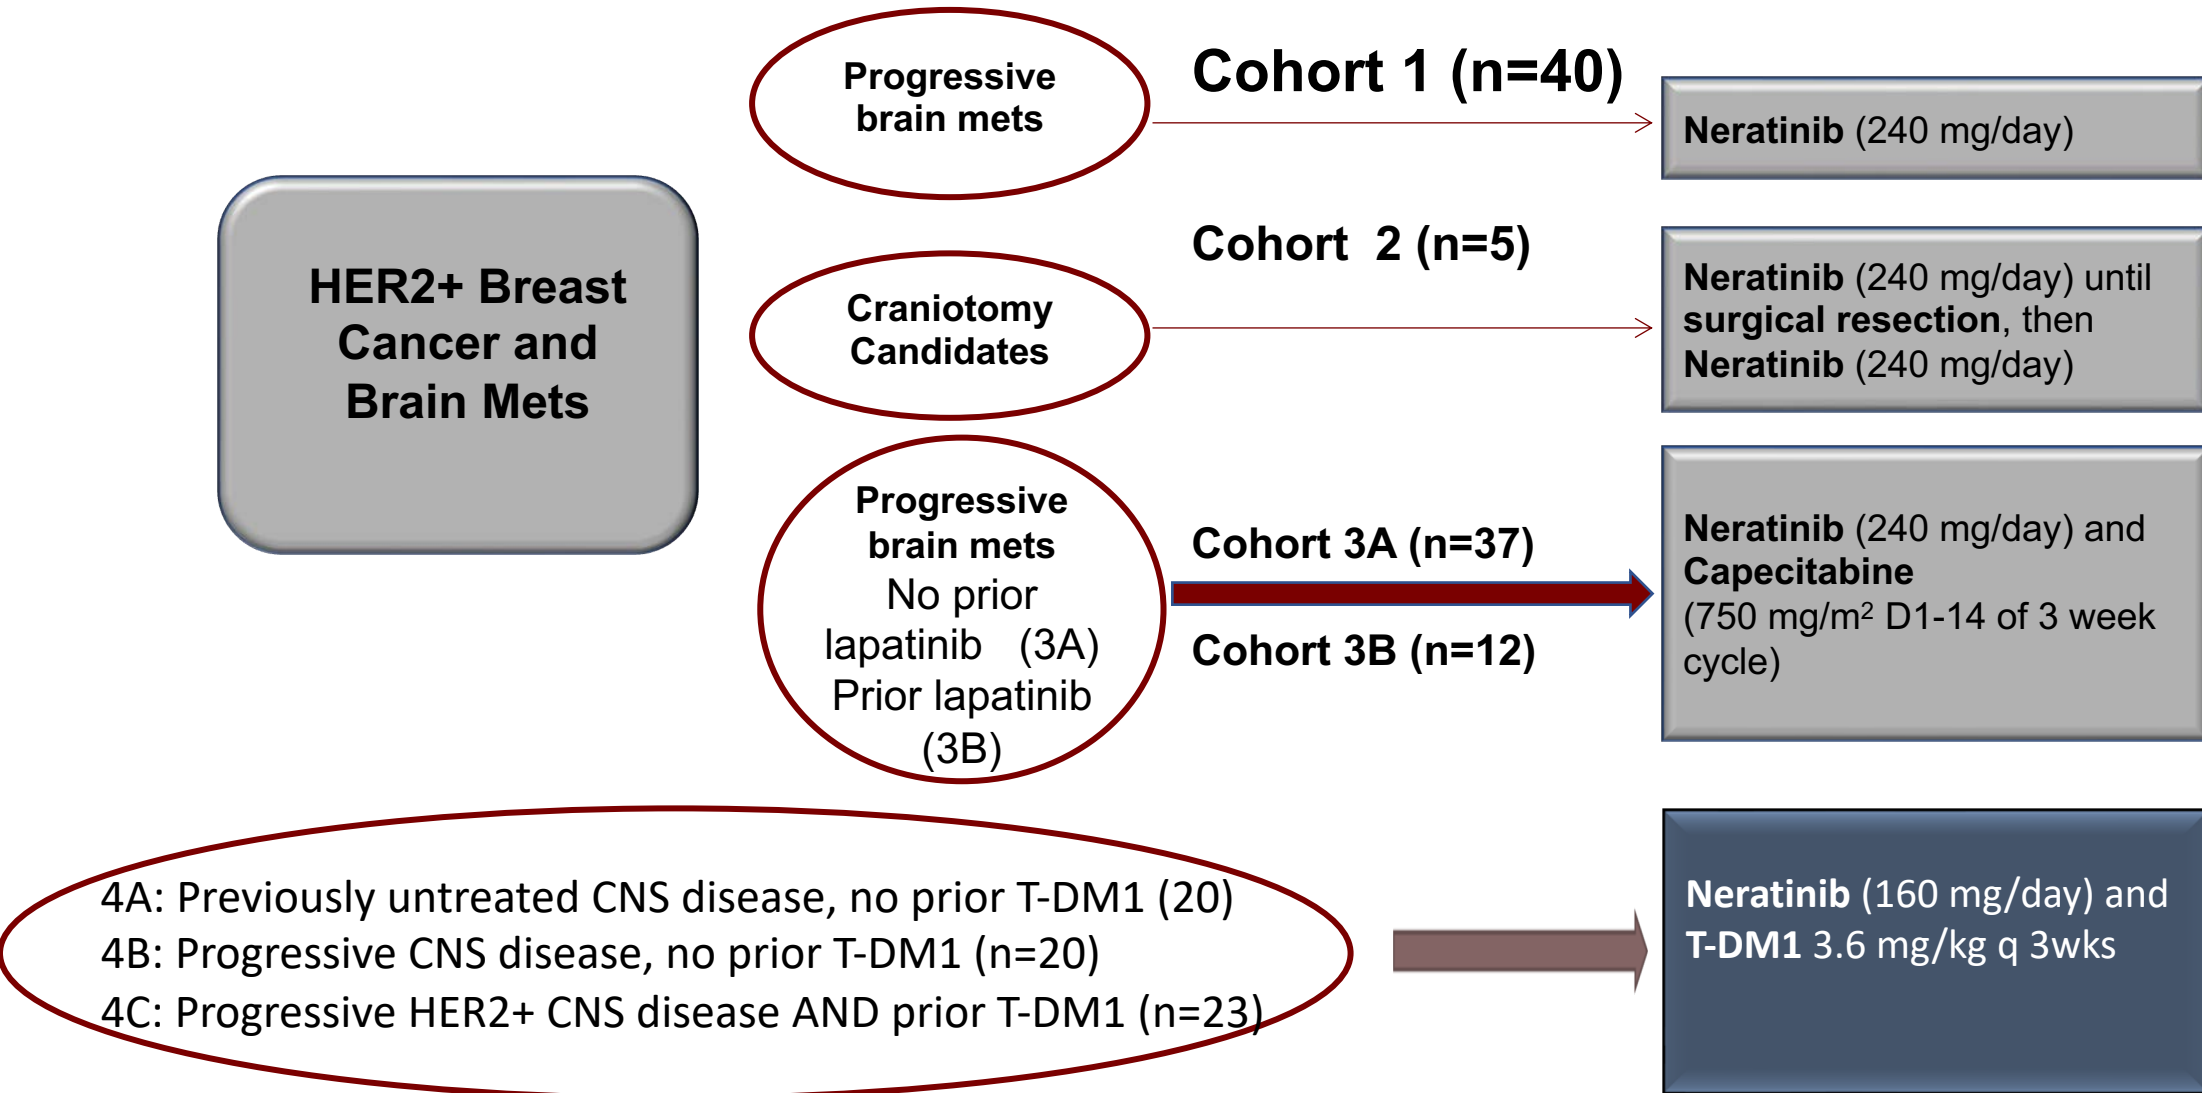 HER2+ Breast
Cancer and
Brain Mets
Progressive
brain mets
Cohort 1 (n=40)
Neratinib (240 mg/day)
Craniotomy
Candidates
Cohort  2 (n=5)
Neratinib (240 mg/day) until
surgical resection, then
Neratinib (240 mg/day)
Progressive
brain mets
No prior
lapatinib (3A)
Prior lapatinib
(3B)
Cohort 3A (n=37)
Cohort 3B (n=12)
Neratinib (240 mg/day) and
Capecitabine
(750 mg/m² D1-14 of 3 week
cycle)
4A: Previously untreated CNS disease, no prior T-DM1 (20)
4B: Progressive CNS disease, no prior T-DM1 (n=20)
4C: Progressive HER2+ CNS disease AND prior T-DM1 (n=23)
Neratinib (160 mg/day) and
T-DM1 3.6 mg/kg q 3wks